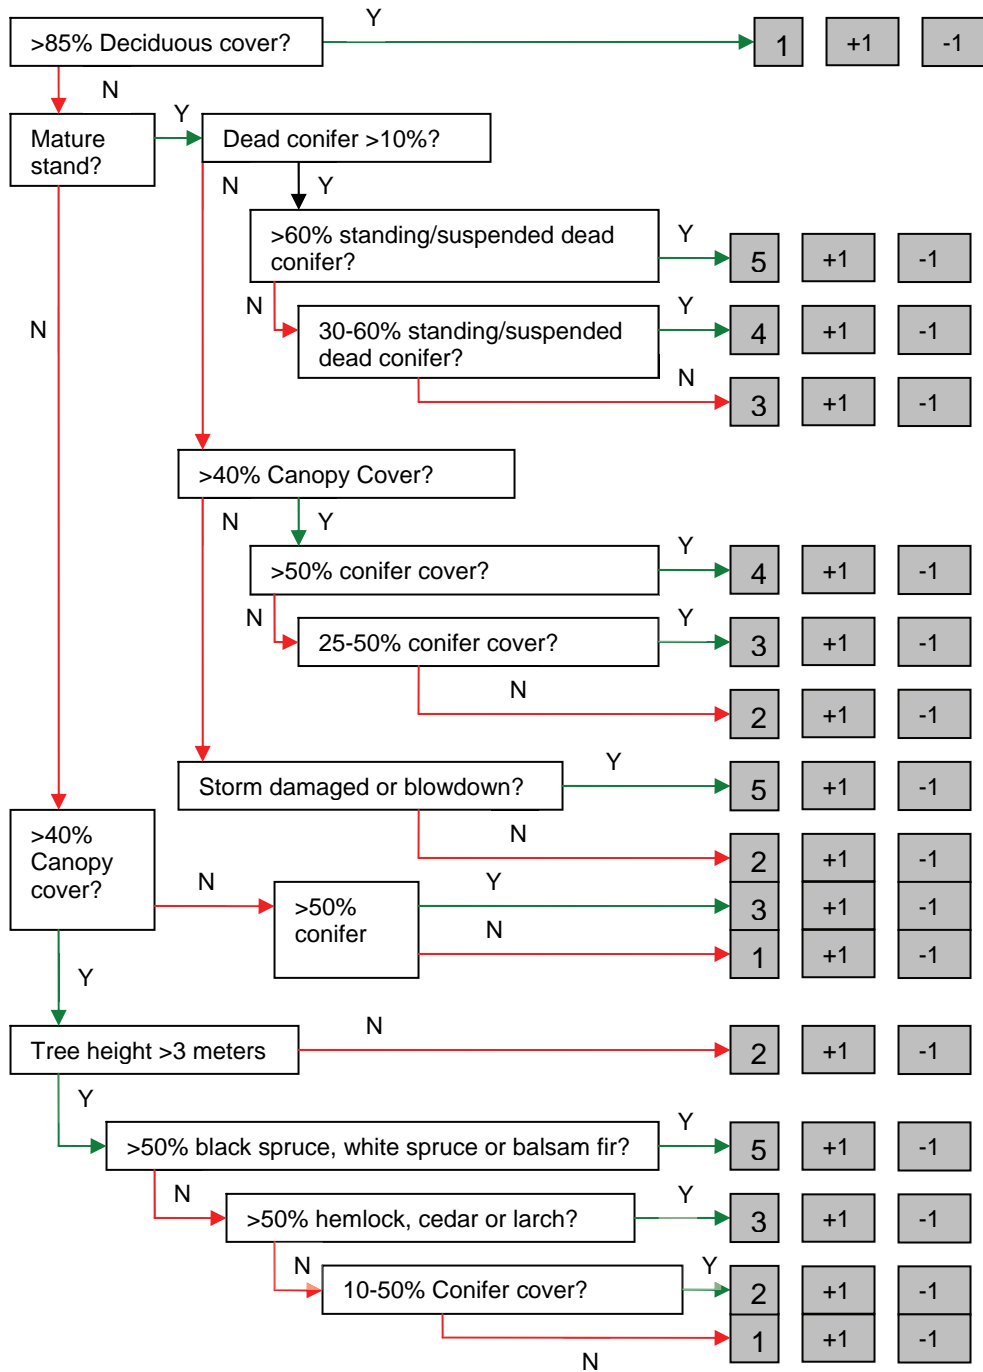 Y
>85% Deciduous cover?
1 +1 -1
N
Y
Mature
stand?
Dead conifer >10%?
N Y
>60% standing/suspended dead
conifer?
Y
5 +1 -1
N
30-60% standing/suspended
dead conifer?
Y
4 +1 -1
N
3 +1 -1
N
>40% Canopy Cover?
N Y
>50% conifer cover?
Y
4 +1 -1
N
25-50% conifer cover?
Y
3 +1 -1
N
2 +1 -1
Storm damaged or blowdown?
Y
5 +1 -1
N
2 +1 -1
>40%
Canopy
cover?
N
>50%
conifer
Y
3 +1 -1
N
1 +1 -1
Y
Tree height >3 meters
N
2 +1 -1
Y
>50% black spruce, white spruce or balsam fir?
Y
5 +1 -1
N
>50% hemlock, cedar or larch?
Y
3 +1 -1
N
10-50% Conifer cover?
Y
2 +1 -1
1 +1 -1
N